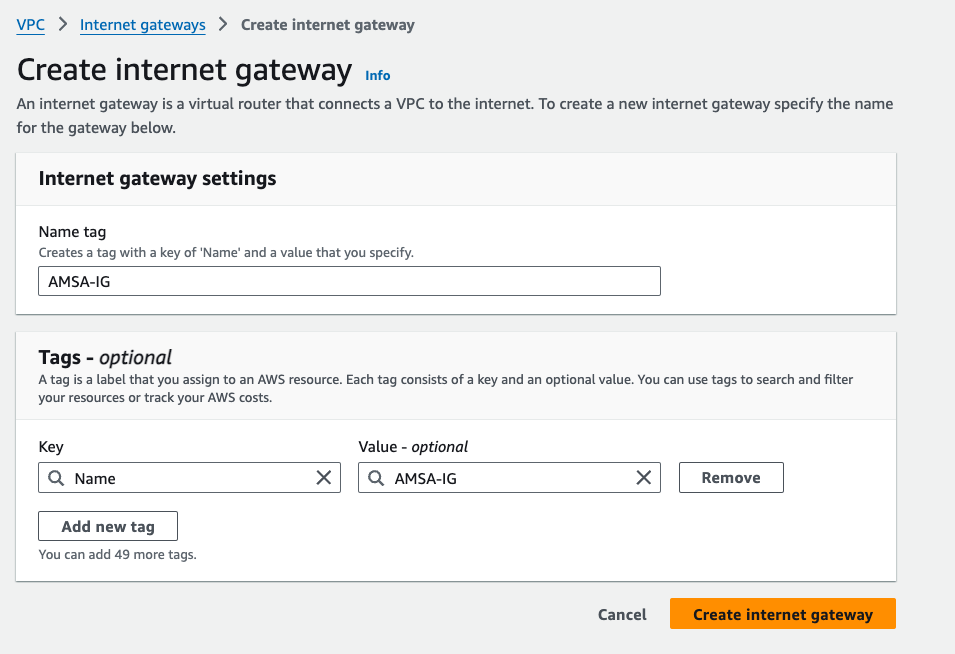 VPC > Internet gateways > Create internet gateway
Create internet gateway Info
An internet gateway is a virtual router that connects a VPC to the internet. To create a new internet gateway specify the name
for the gateway below.
Internet gateway settings
Name tag
Creates a tag with a key of 'Name' and a value that you specify.
AMSA-IG
Tags - optional
A tag is a label that you assign to an AWS resource. Each tag consists of a key and an optional value. You can use tags to search and filter
your resources or track your AWS costs.
Key Value - optional
Name AMSA-IG Remove
Add new tag
You can add 49 more tags.
Cancel Create internet gateway